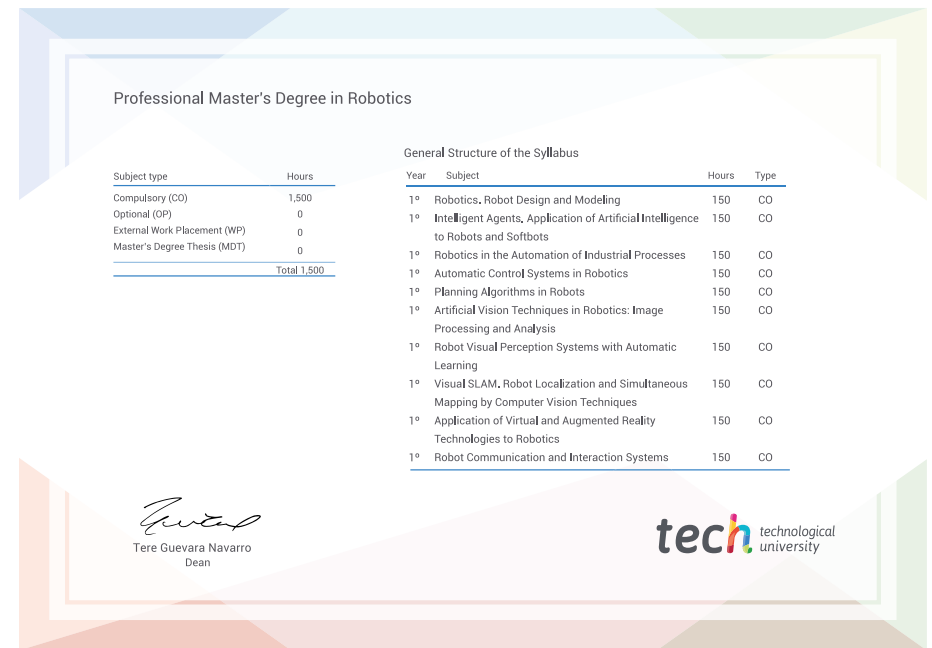 Professional Master's Degree in Robotics
Subject type Hours
Compulsory (CO) 1,500
Optional (OP) 0
External Work Placement (WP) 0
Master's Degree Thesis (MDT) 0
Total 1,500
General Structure of the Syllabus
Year Subject Hours Type
1º Robotics. Robot Design and Modeling 150 CO
1º Intelligent Agents. Application of Artificial Intelligence 150 CO
to Robots and Softbots
1º Robotics in the Automation of Industrial Processes 150 CO
1º Automatic Control Systems in Robotics 150 CO
1º Planning Algorithms in Robots 150 CO
1º Artificial Vision Techniques in Robotics: Image 150 CO
Processing and Analysis
1º Robot Visual Perception Systems with Automatic 150 CO
Learning
1º Visual SLAM. Robot Localization and Simultaneous 150 CO
Mapping by Computer Vision Techniques
1º Application of Virtual and Augmented Reality 150 CO
Technologies to Robotics
1º Robot Communication and Interaction Systems 150 CO
Tere Guevara Navarro
Dean
tech technological
university